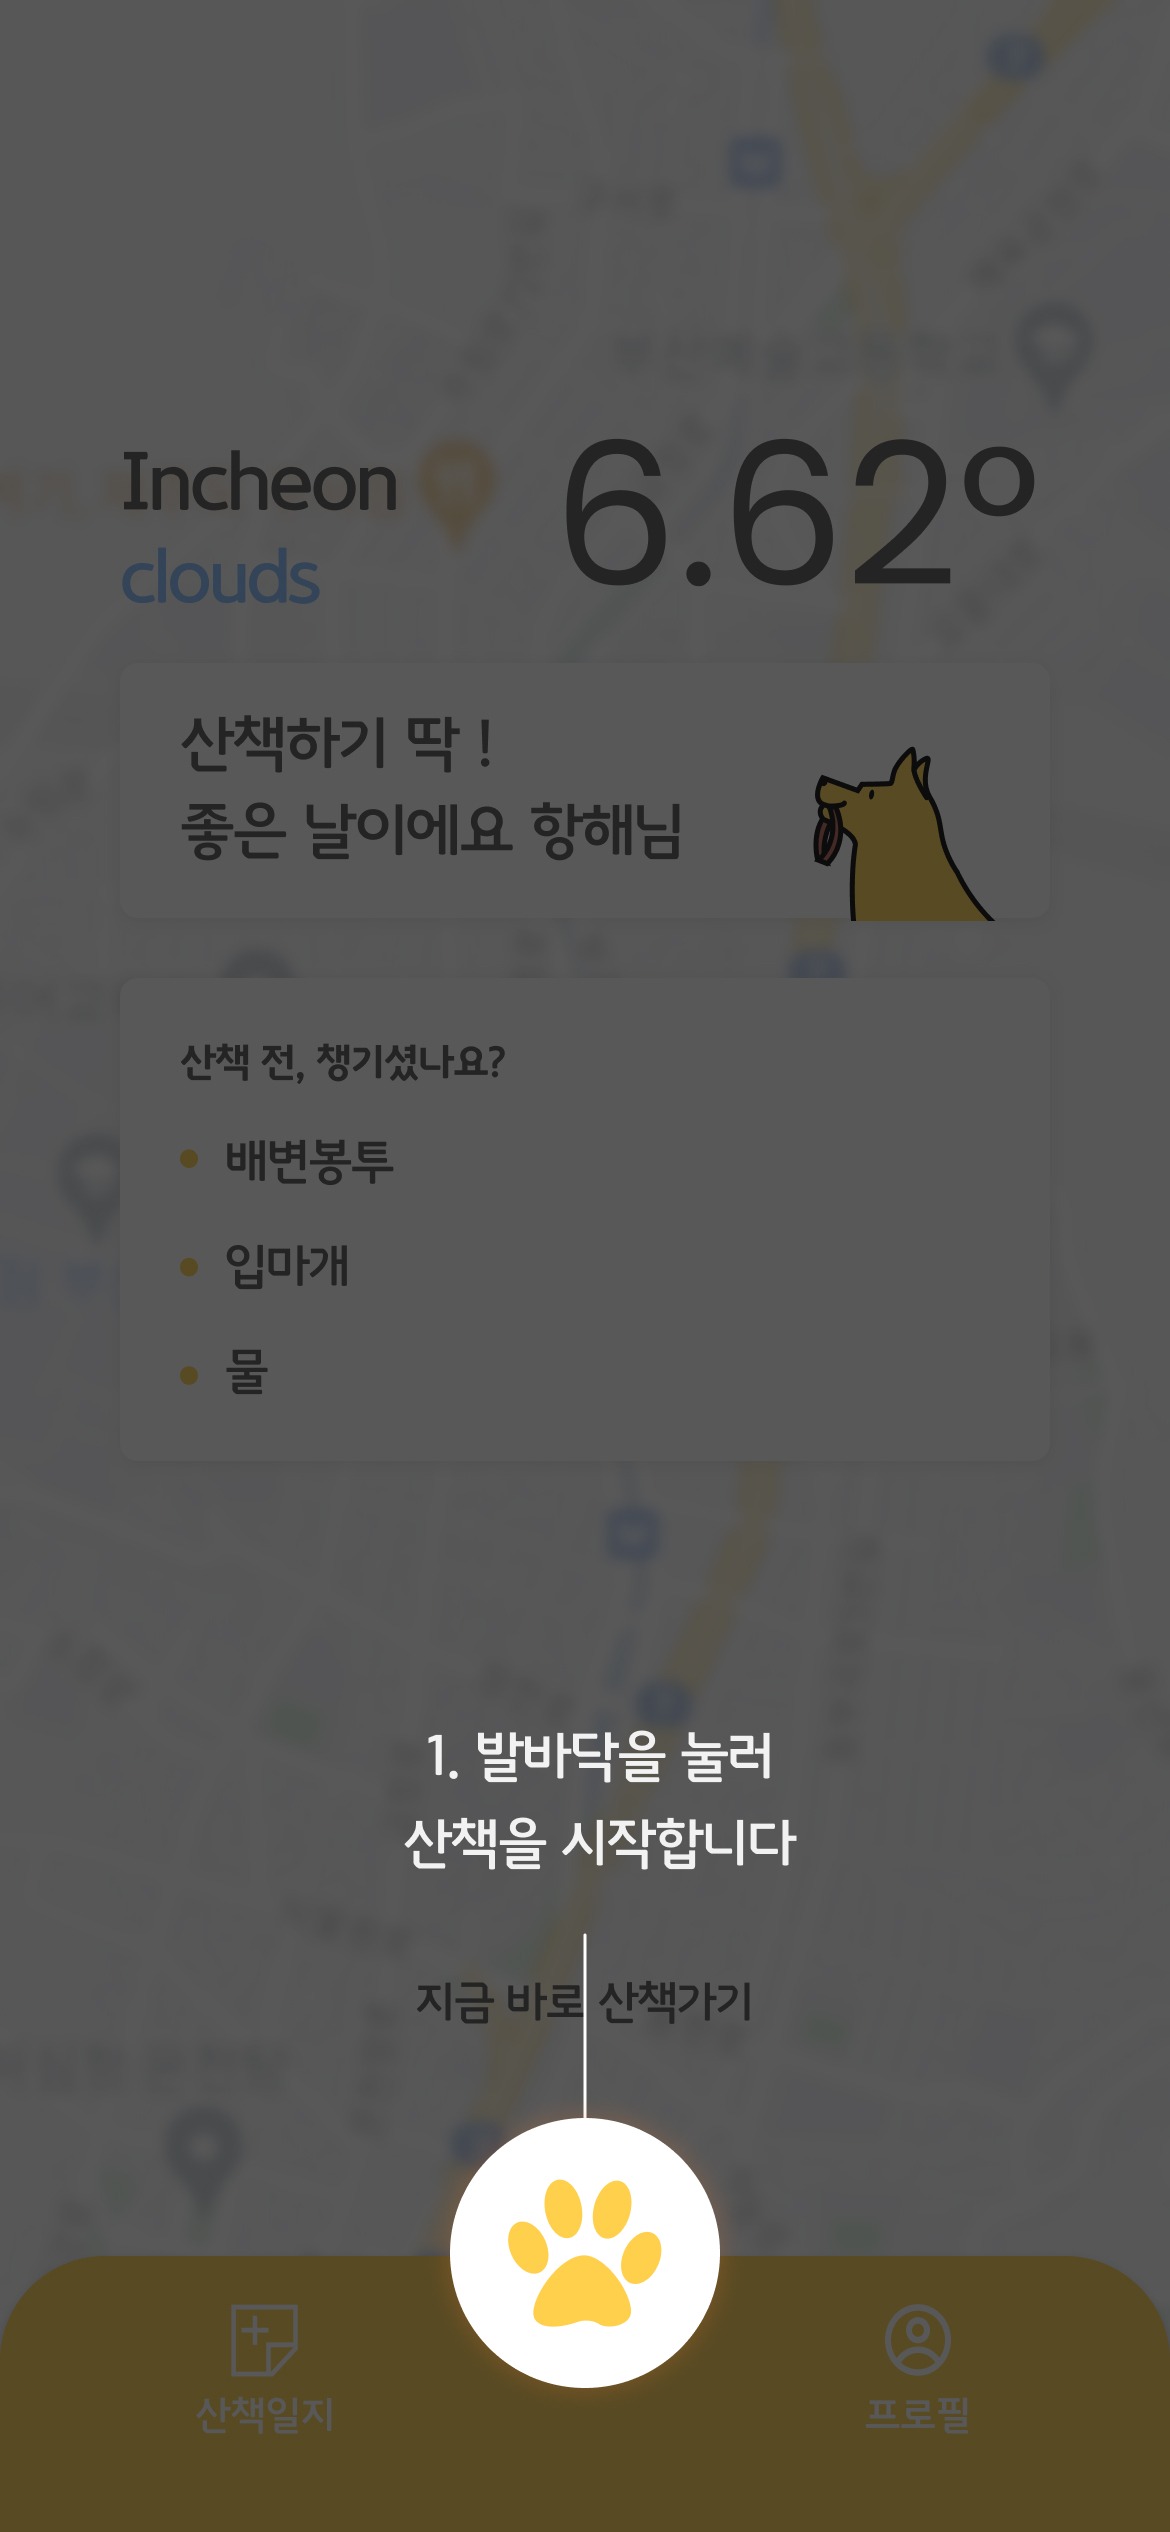 Incheon
clouds
6.62°
산책하기 딱 !
좋은 날이에요 항해님
산책 전, 챙기셨나요?
배변봉투
입마개
물
1. 발바닥을 눌러
산책을 시작합니다
지금 바로 산책가기
산책일지
프로필